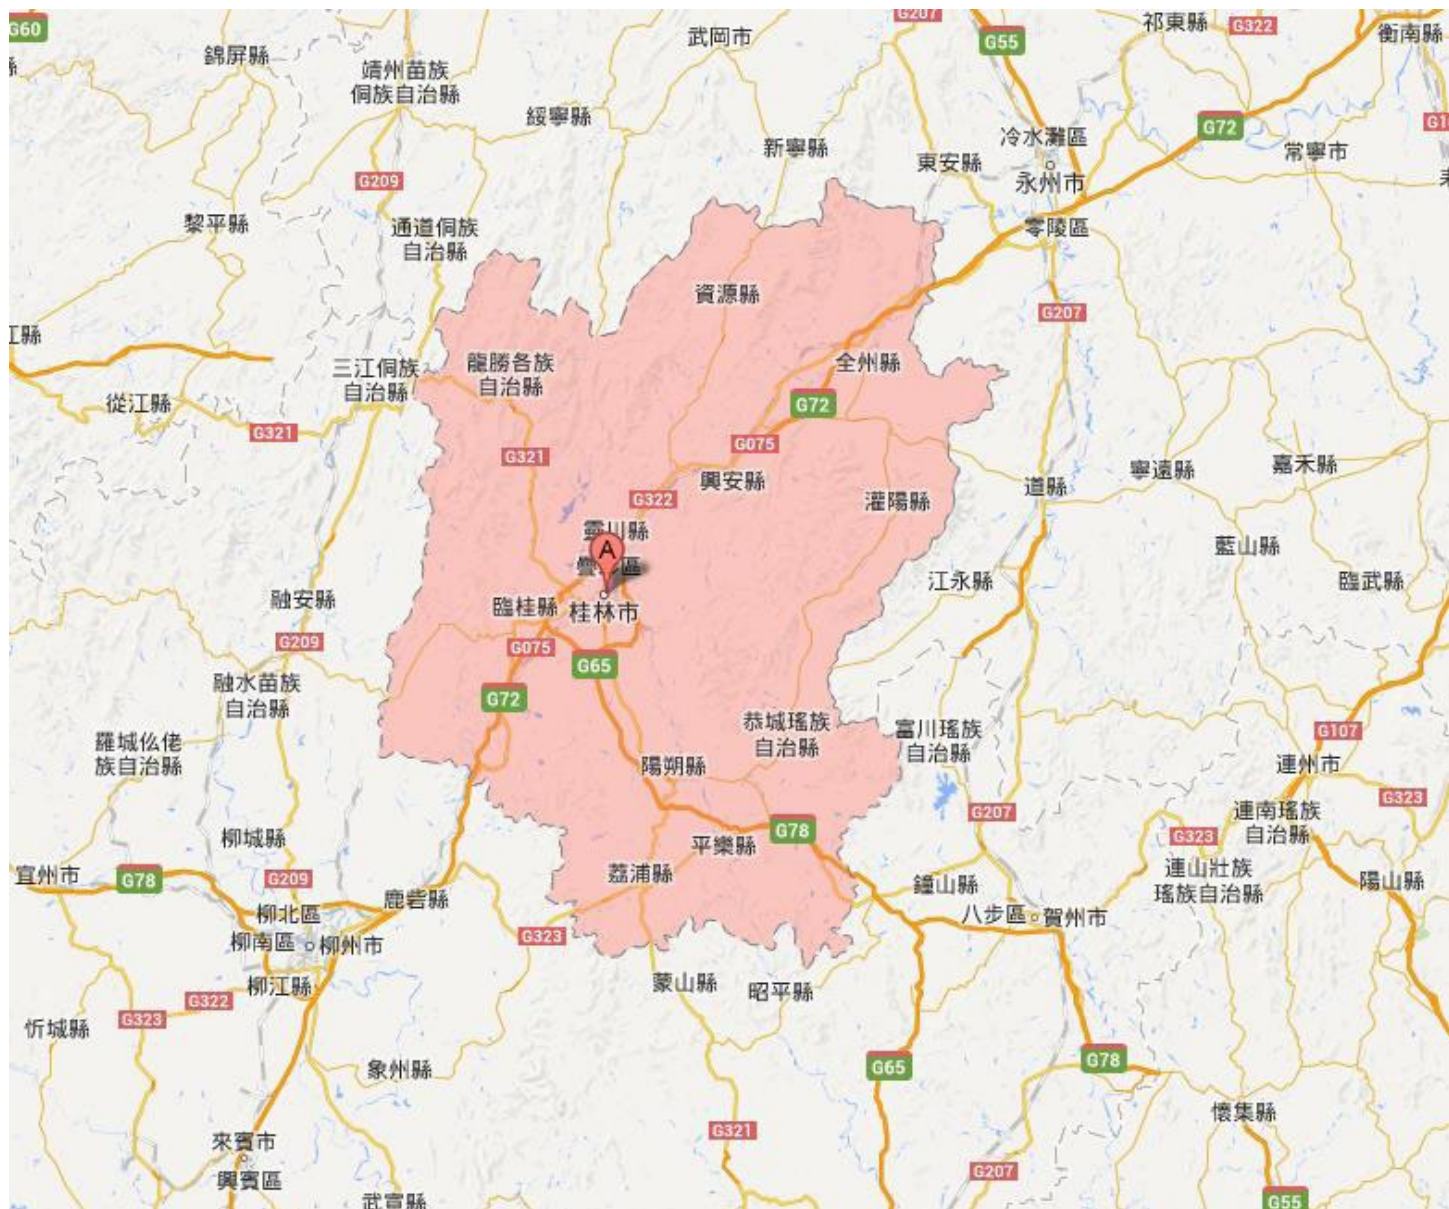 G60
G207
G55
祁東縣
G322
衡南縣
錦屏縣
武岡市
靖州苗族
侗族自治縣
綏寧縣
G72
新寧縣
東安縣
冷水灘區
永州市
常寧市
G209
黎平縣
通道侗族
自治縣
零陵區
資源縣
G207
三江侗族
自治縣
龍勝各族
自治縣
全州縣
從江縣
G72
G321
G075
G321
興安縣
G322
灌陽縣
道縣
寧遠縣
嘉禾縣
靈川縣
A
藍山縣
江永縣
臨武縣
融安縣
臨桂縣
桂林市
G209
G075
G65
G72
融水苗族
自治縣
恭城瑤族
自治縣
富川瑤族
自治縣
G107
羅城仫佬
族自治縣
陽朔縣
連州市
G323
柳城縣
G207
連南瑤族
自治縣
G78
平樂縣
G323
宜州市
G78
G209
荔浦縣
鐘山縣
連山壯族
瑤族自治縣
陽山縣
柳北區
鹿砦縣
八步區
賀州市
柳南區
柳州市
G323
柳江縣
蒙山縣
昭平縣
G322
G323
忻城縣
象州縣
G65
G78
懷集縣
來賓市
G321
興賓區
G207
武宣縣
G55